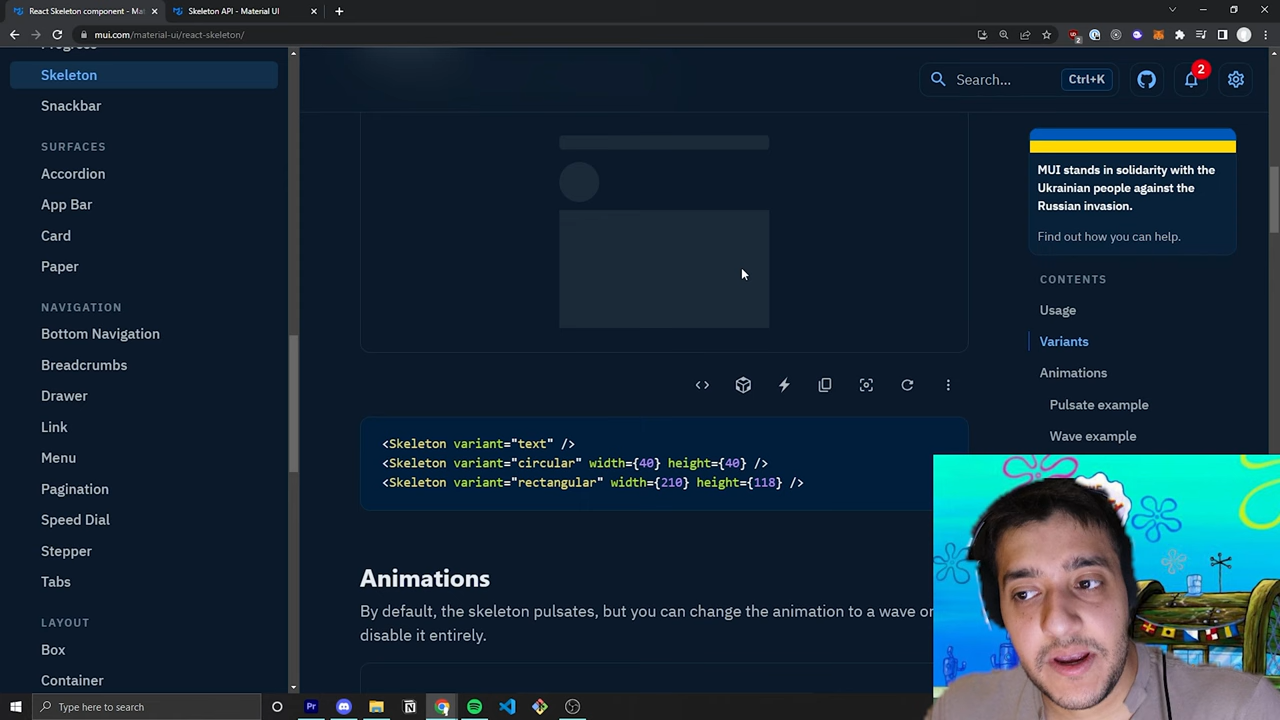 React Skeleton component - Ma
Skeleton API - Material UI
mui.com/material-ui/react-skeleton/
2
Progress
Skeleton
Snackbar
SURFACES
Accordion
App Bar
Card
Paper
NAVIGATION
Bottom Navigation
Breadcrumbs
Drawer
Link
Menu
Pagination
Speed Dial
Stepper
Tabs
LAYOUT
Box
Container
Search...
Ctrl+K
2
<Skeleton variant="text" />
<Skeleton variant="circular" width={40} height={40} />
<Skeleton variant="rectangular" width={210} height={118} />
Animations
By default, the skeleton pulsates, but you can change the animation to a wave or
disable it entirely.
MUI stands in solidarity with the
Ukrainian people against the
Russian invasion.
Find out how you can help.
CONTENTS
Usage
Variants
Animations
Pulsate example
Wave example
Type here to search